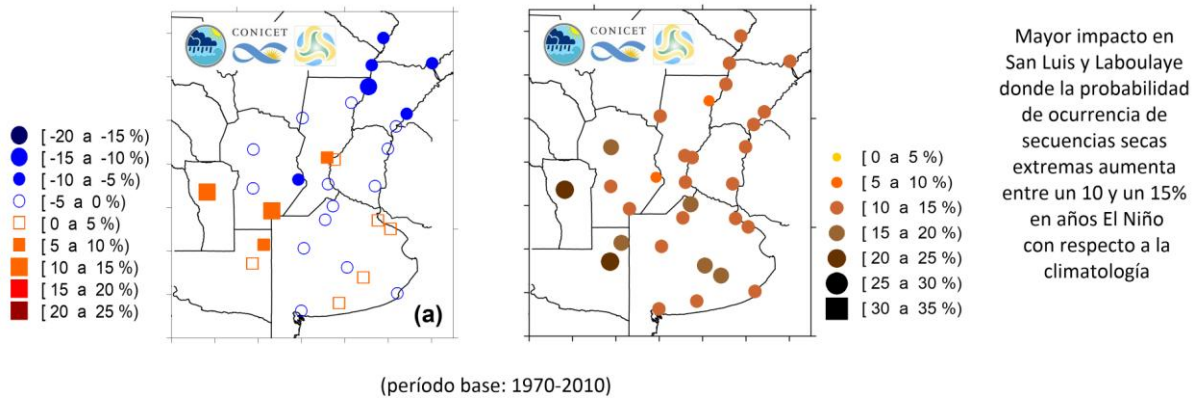 CONICET
[ -20 a -15 %)
[ -15 a -10 %)
[ -10 a -5 %)
[ -5 a 0 %)
[ 0 a 5 %)
[ 5 a 10 %)
[ 10 a 15 %)
[ 15 a 20 %)
[ 20 a 25 %)
(a)
CONICET
[ 0 a 5 %)
[ 5 a 10 %)
[ 10 a 15 %)
[ 15 a 20 %)
[ 20 a 25 %)
[ 25 a 30 %)
[ 30 a 35 %)
Mayor impacto en
San Luis y Laboulaye
donde la probabilidad
de ocurrencia de
secuencias secas
extremas aumenta
entre un 10 y un 15%
en años El Niño
con respecto a la
climatología
(período base: 1970-2010)